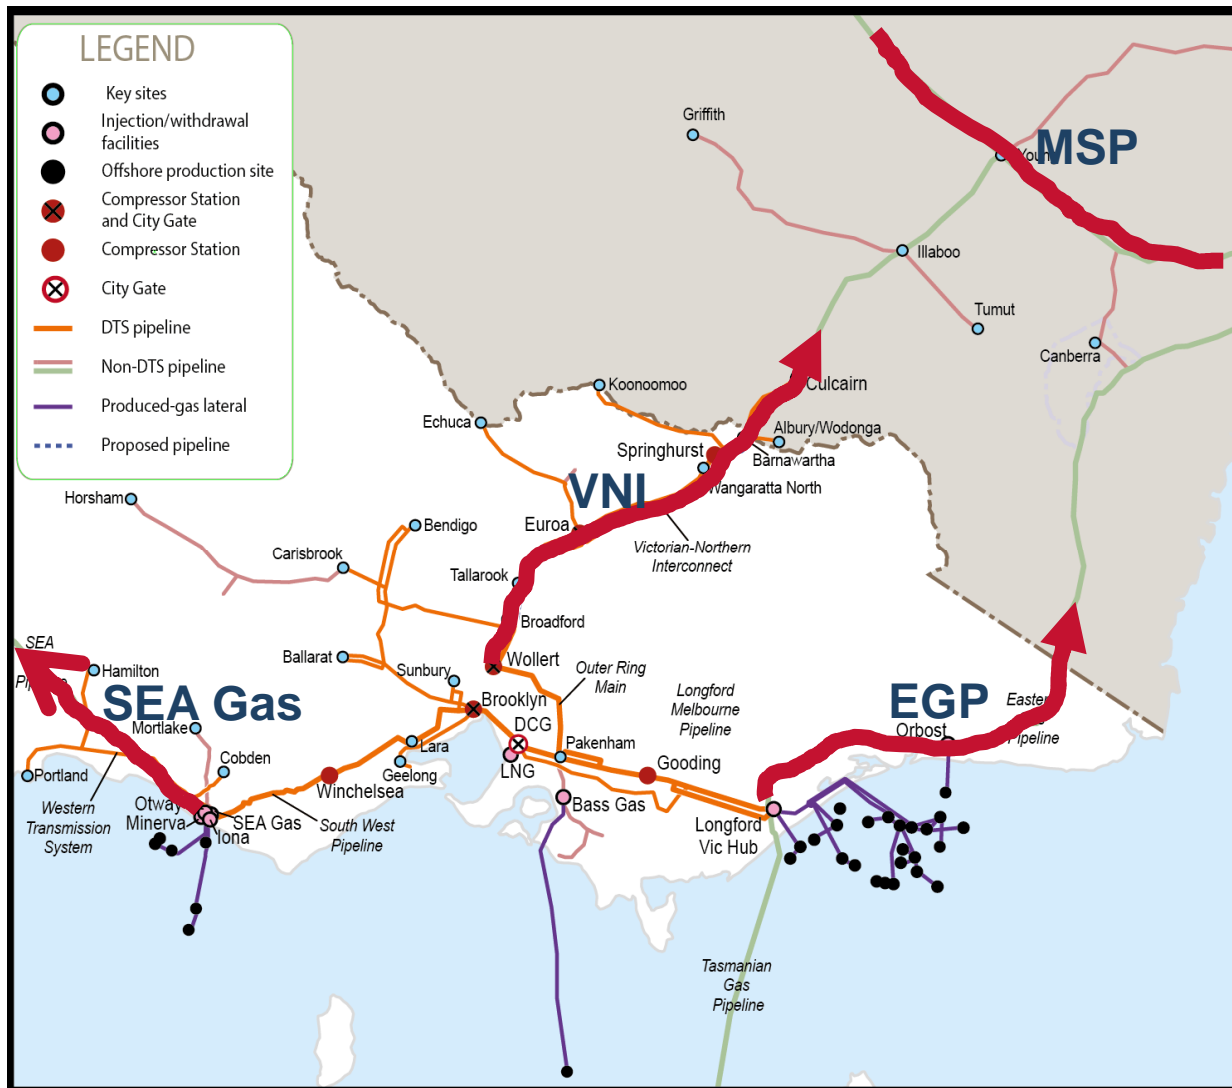 LEGEND
Key sites
Injection/withdrawal
facilities
Offshore production site
Compressor Station
and City Gate
Compressor Station
City Gate
DTS pipeline
Non-DTS pipeline
Produced-gas lateral
Proposed pipeline
Griffith
MSP
Illaboo
Tumut
Canberra
Culcairn
Koonoomoo
Echuca
Albury/Wodonga
Barnawartha
Springhurst
Wangaratta North
VNI
Horsham
Bendigo
Euroa
Victorian-Northern
Interconnect
Carisbrook
Tallarook
Broadford
SEA
Hamilton
Ballarat
Sunbury
Wollert
Outer Ring
Main
SEA Gas
Brooklyn
DCG
Longford
Melbourne
Pipeline
EGP
Orbost
Pipeline
Mortlake
Cobden
Lara
Geelong
Pakenham
LNG
Gooding
Portland
Winchelsea
Bass Gas
Western
Transmission
System
Otway
Minerva
SEA Gas
Iona
South West
Pipeline
Longford
Vic Hub
Tasmanian
Gas
Pipeline